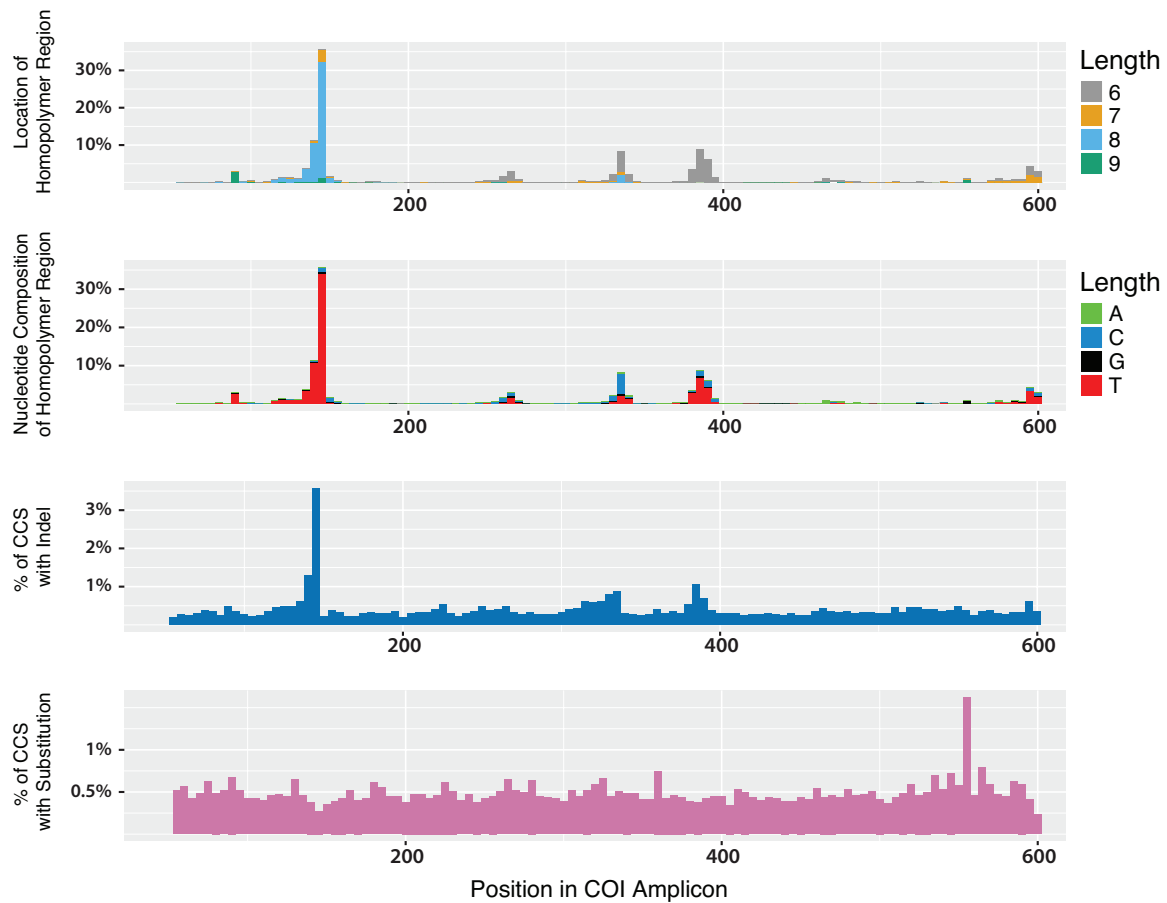 Location of
Homopolymer Region
30%
20%
10%
200
400
600
Length
6
7
8
9
Nucleotide Composition
of Homopolymer Region
30%
20%
10%
200
400
600
Length
A
C
G
T
% of CCS
with Indel
3%
2%
1%
200
400
600
% of CCS
with Substitution
1%
0.5%
200
400
600
Position in COI Amplicon